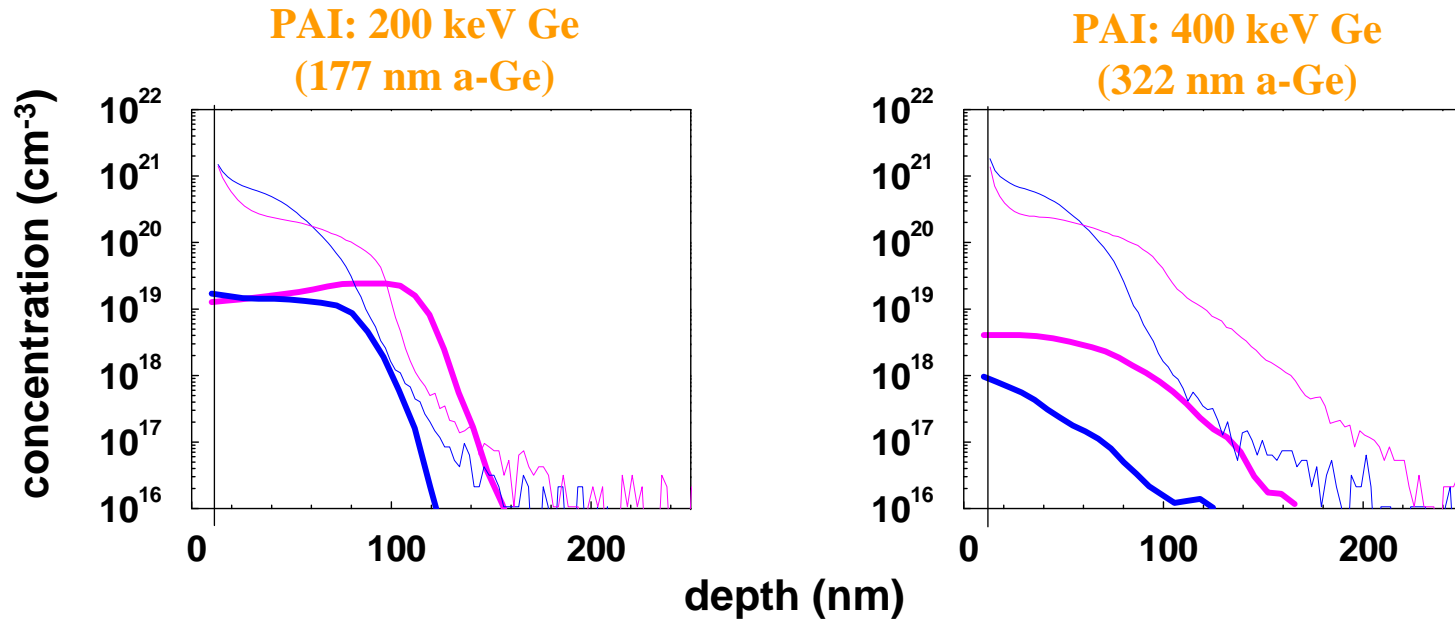 PAI: 200 keV Ge
(177 nm a-Ge)
PAI: 400 keV Ge
(322 nm a-Ge)
concentration (cm⁻³)
10²²
10²¹
10²⁰
10¹⁹
10¹⁸
10¹⁷
10¹⁶
0 100 200
10²²
10²¹
10²⁰
10¹⁹
10¹⁸
10¹⁷
10¹⁶
0 100 200
depth (nm)